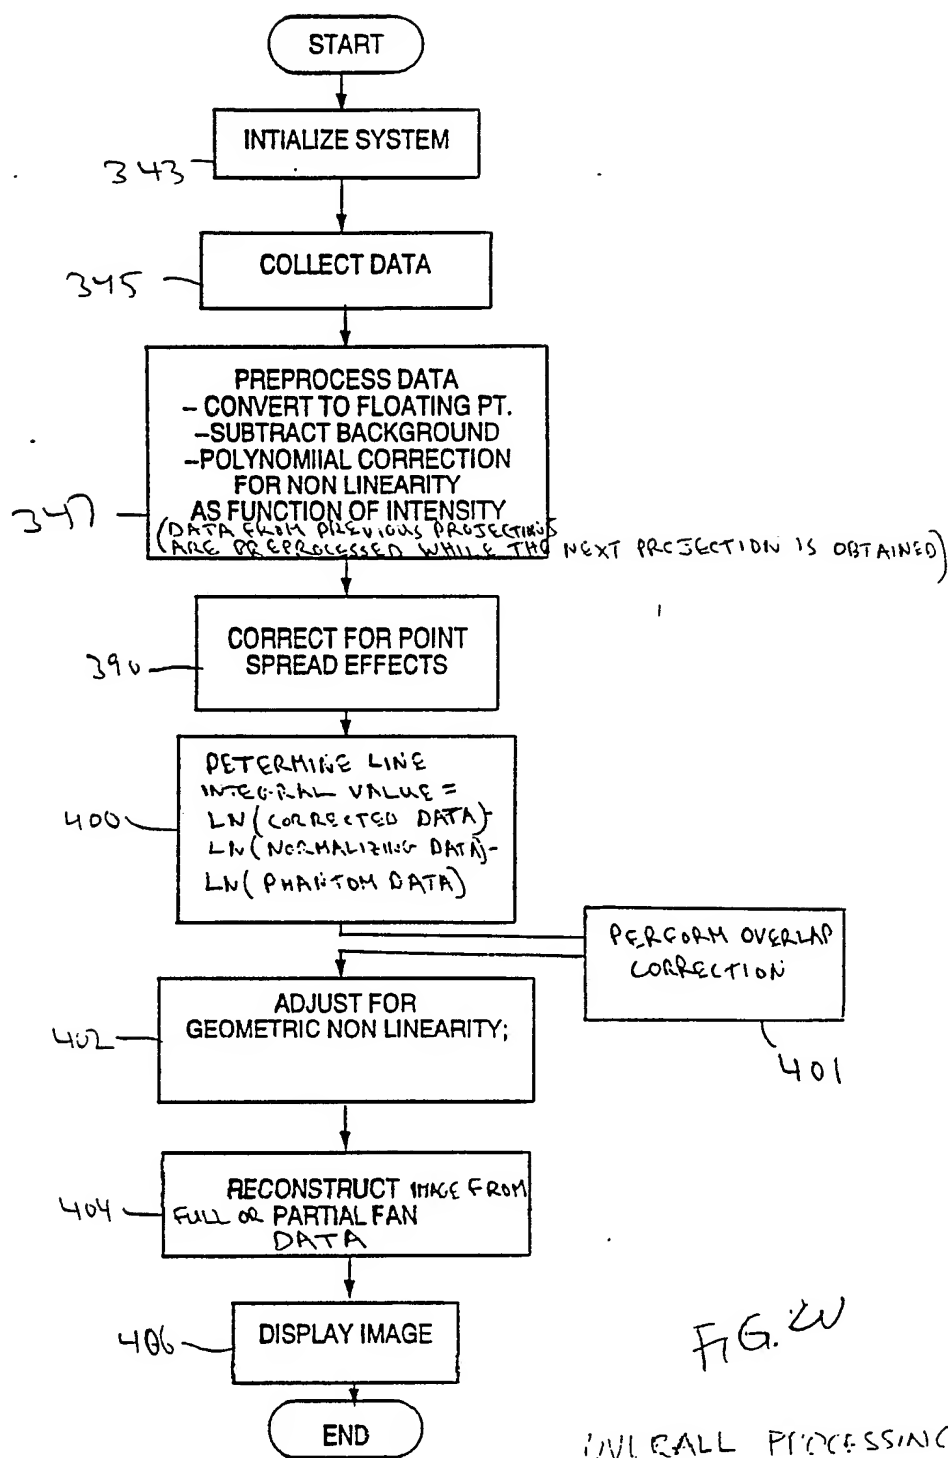 START
INTIALIZE SYSTEM
343
COLLECT DATA
345
PREPROCESS DATA
– CONVERT TO FLOATING PT.
–SUBTRACT BACKGROUND
–POLYNOMIIAL CORRECTION
FOR NON LINEARITY
AS FUNCTION OF INTENSITY
347
(DATA FROM PREVIOUS PROJECTIONS
ARE PREPROCESSED WHILE THE NEXT PROJECTION IS OBTAINED)
CORRECT FOR POINT
SPREAD EFFECTS
390
DETERMINE LINE
INTEGRAL VALUE =
LN(CORRECTED DATA)-
LN(NORMALIZING DATA)-
LN(PHANTOM DATA)
400
PERFORM OVERLAP
CORRECTION
401
ADJUST FOR
GEOMETRIC NON LINEARITY;
402
RECONSTRUCT IMAGE FROM
FULL OR PARTIAL FAN
DATA
404
DISPLAY IMAGE
406
END
FIG.
OVERALL PROCESSING